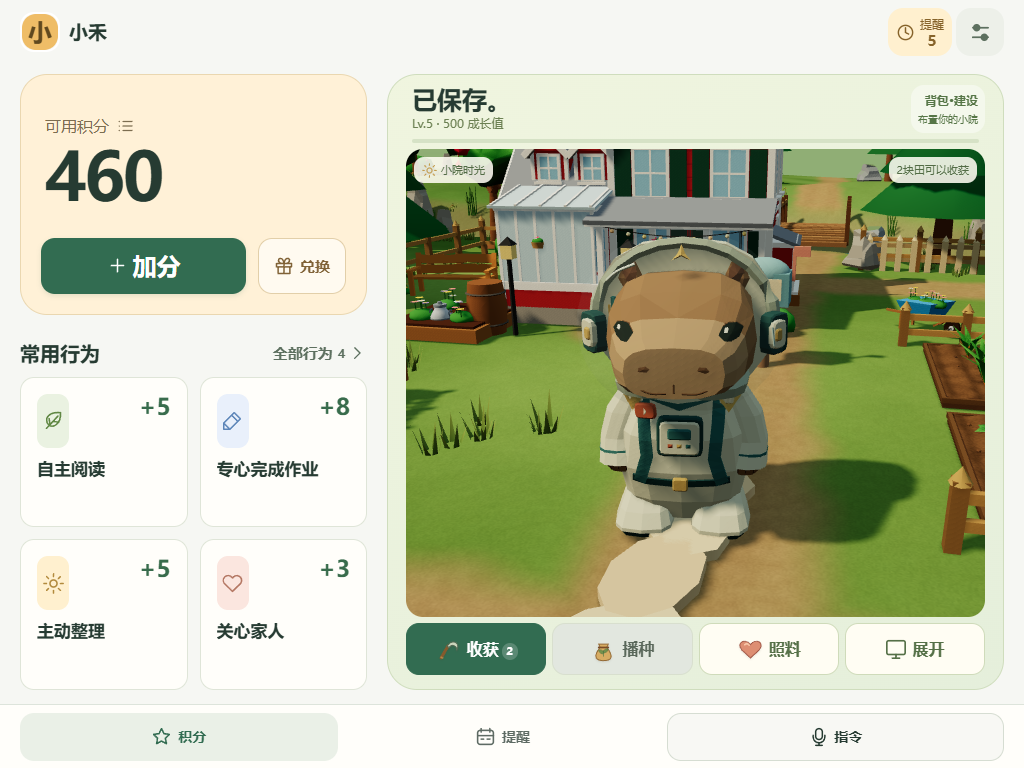 小 小禾
提醒
5
可用积分
460
+ 加分
兑换
常用行为
全部行为 4
+5
自主阅读
+8
专心完成作业
+5
主动整理
+3
关心家人
已保存。
Lv.5 · 500 成长值
背包·建设
布置你的小院
小院时光
2块田可以收获
收获 2
播种
照料
展开
积分
提醒
指令